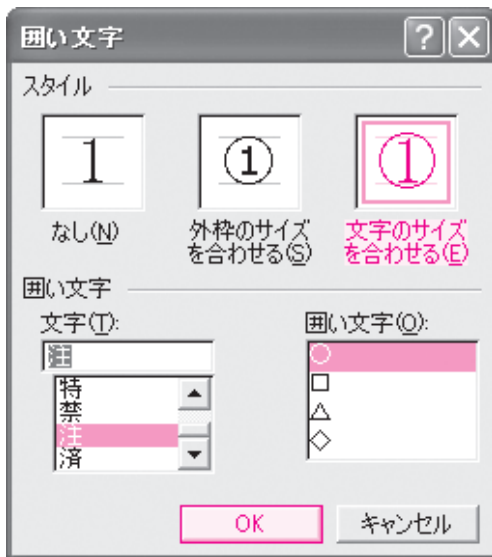 囲い文字
スタイル
1
①
①
なし(N)
外枠のサイズ
を合わせる(S)
文字のサイズ
を合わせる(E)
囲い文字
文字(T):
注
特
禁
注
済
囲い文字(O):
○
□
△
◇
OK
キャンセル